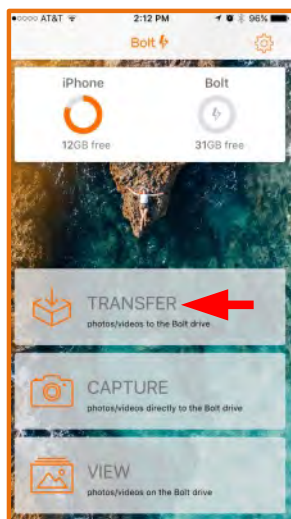 AT&T 2:12 PM 96%
Bolt
iPhone Bolt
12GB free 31GB free
TRANSFER
photos/videos to the Bolt drive
CAPTURE
photos/videos directly to the Bolt drive
VIEW
photos/videos on the Bolt drive